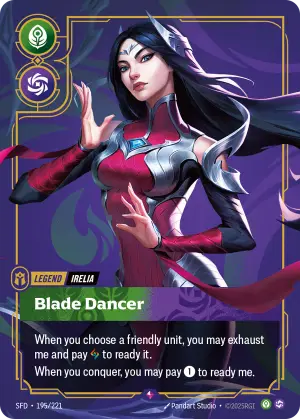 LEGEND IRELIA
Blade Dancer
When you choose a friendly unit, you may exhaust
me and pay to ready it.
When you conquer, you may pay 1 to ready me.
SFD • 195/221 Pandart Studio • ©2025RGI